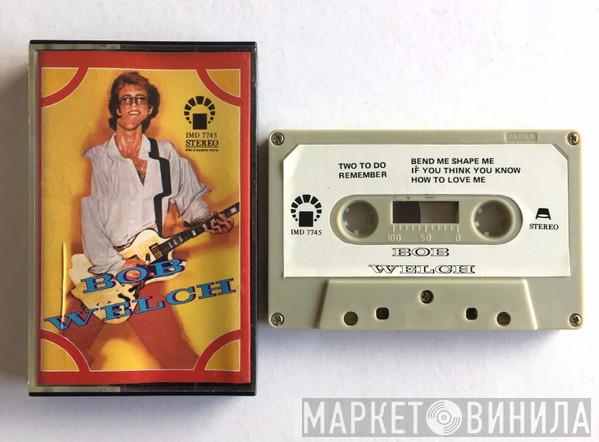 IMD 7745
STEREO
BOB
WELCH
JAPAN
TWO TO DO
REMEMBER
BEND ME SHAPE ME
IF YOU THINK YOU KNOW
HOW TO LOVE ME
IMD 7745
100 50 0
A
STEREO
BOB
WELCH
МАРКЕТ ВИНИЛА